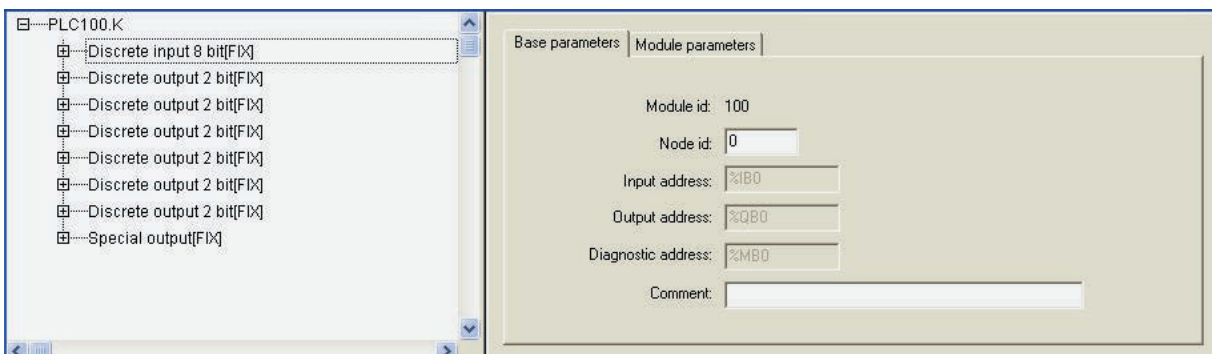 PLC100.K
Discrete input 8 bit[FIX]
Discrete output 2 bit[FIX]
Discrete output 2 bit[FIX]
Discrete output 2 bit[FIX]
Discrete output 2 bit[FIX]
Discrete output 2 bit[FIX]
Discrete output 2 bit[FIX]
Special output[FIX]
Base parameters Module parameters
Module id: 100
Node id: 0
Input address: %IB0
Output address: %QB0
Diagnostic address: %MB0
Comment: